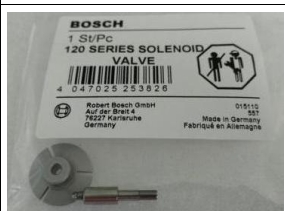 BOSCH
1 St/Pc
120 SERIES SOLENOID
VALVE
4 047025 253826
Robert Bosch GmbH
Auf der Breit 4
76227 Karlsruhe
Germany
015110
557
Made in Germany
Fabriqué en Allemagne